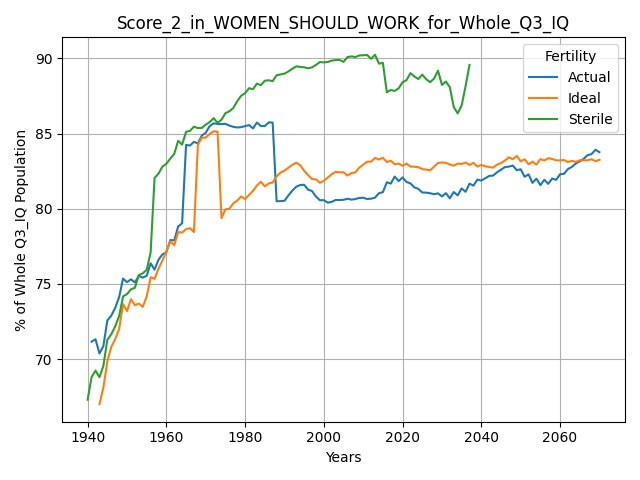 Score_2_in_WOMEN_SHOULD_WORK_for_Whole_Q3_IQ
Fertility
Actual
Ideal
Sterile
% of Whole Q3_IQ Population
90
85
80
75
70
1940
1960
1980
2000
2020
2040
2060
Years